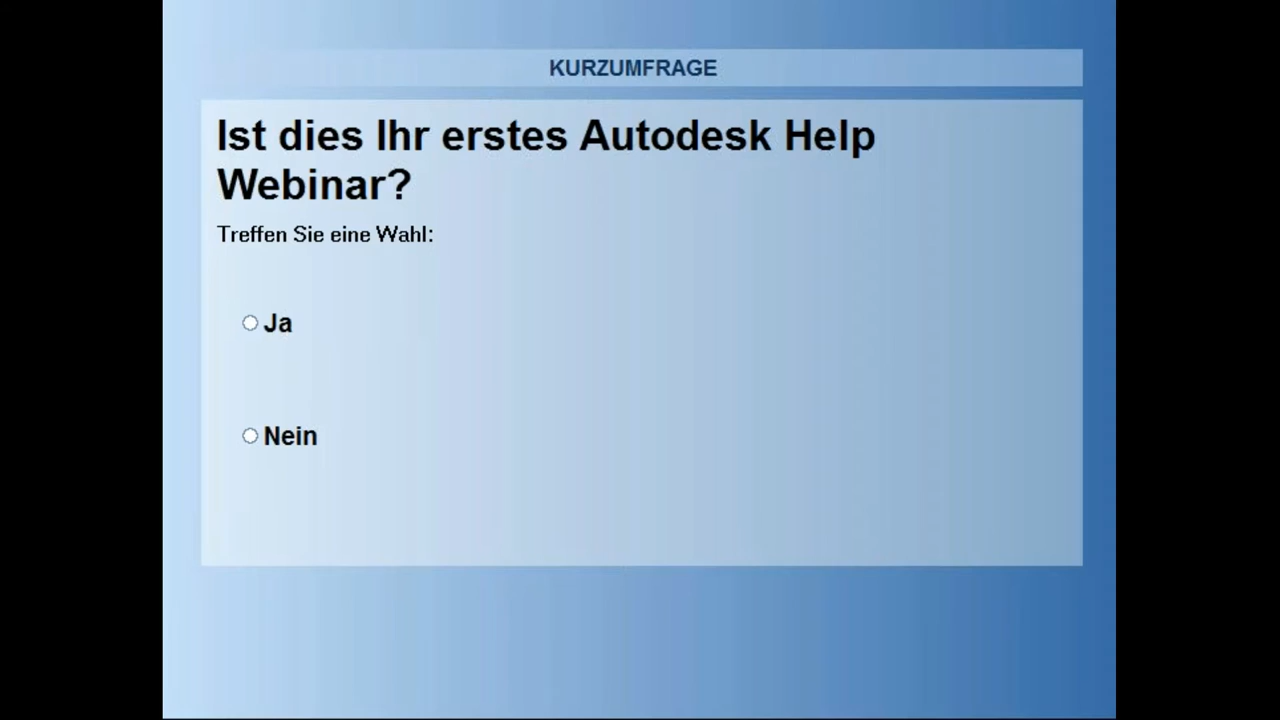 KURZUMFRAGE
Ist dies Ihr erstes Autodesk Help
Webinar?
Treffen Sie eine Wahl:
Ja
Nein